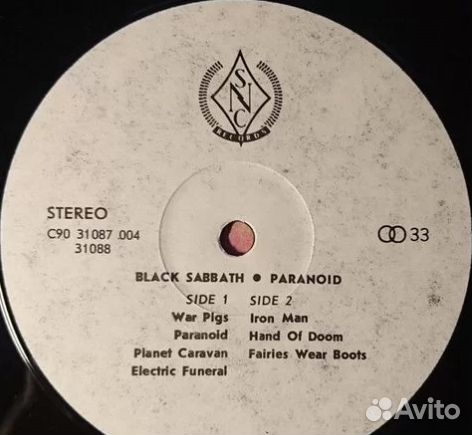 SNC
RECORDS
STEREO
C90 31087 .004
31088
33
BLACK SABBATH ● PARANOID
SIDE 1 SIDE 2
War Pigs Iron Man
Paranoid Hand Of Doom
Planet Caravan Fairies Wear Boots
Electric Funeral
Avito